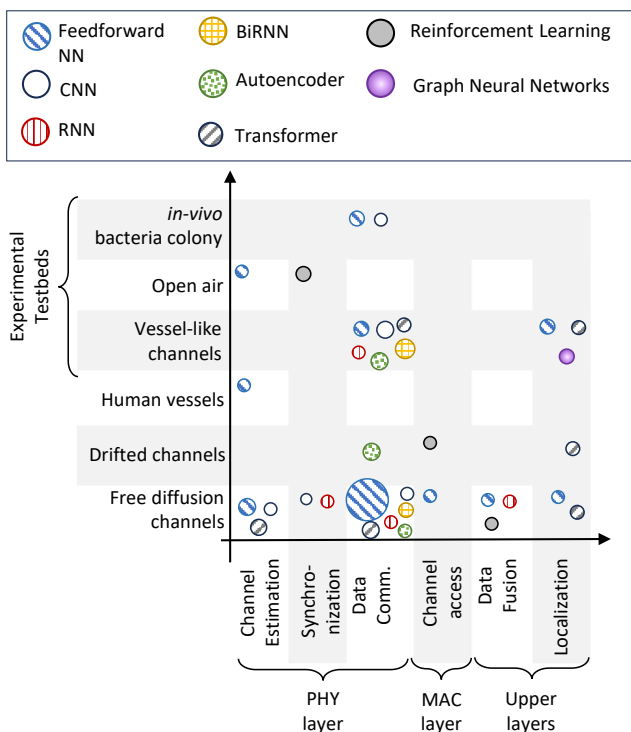 Feedforward
NN
BiRNN
Reinforcement Learning
CNN
Autoencoder
Graph Neural Networks
RNN
Transformer
Experimental
Testbeds
in-vivo
bacteria colony
Open air
Vessel-like
channels
Human vessels
Drifted channels
Free diffusion
channels
Channel
Estimation
Synchro-
nization
Data
Comm.
Channel
access
Data
Fusion
Localization
PHY
layer
MAC
layer
Upper
layers